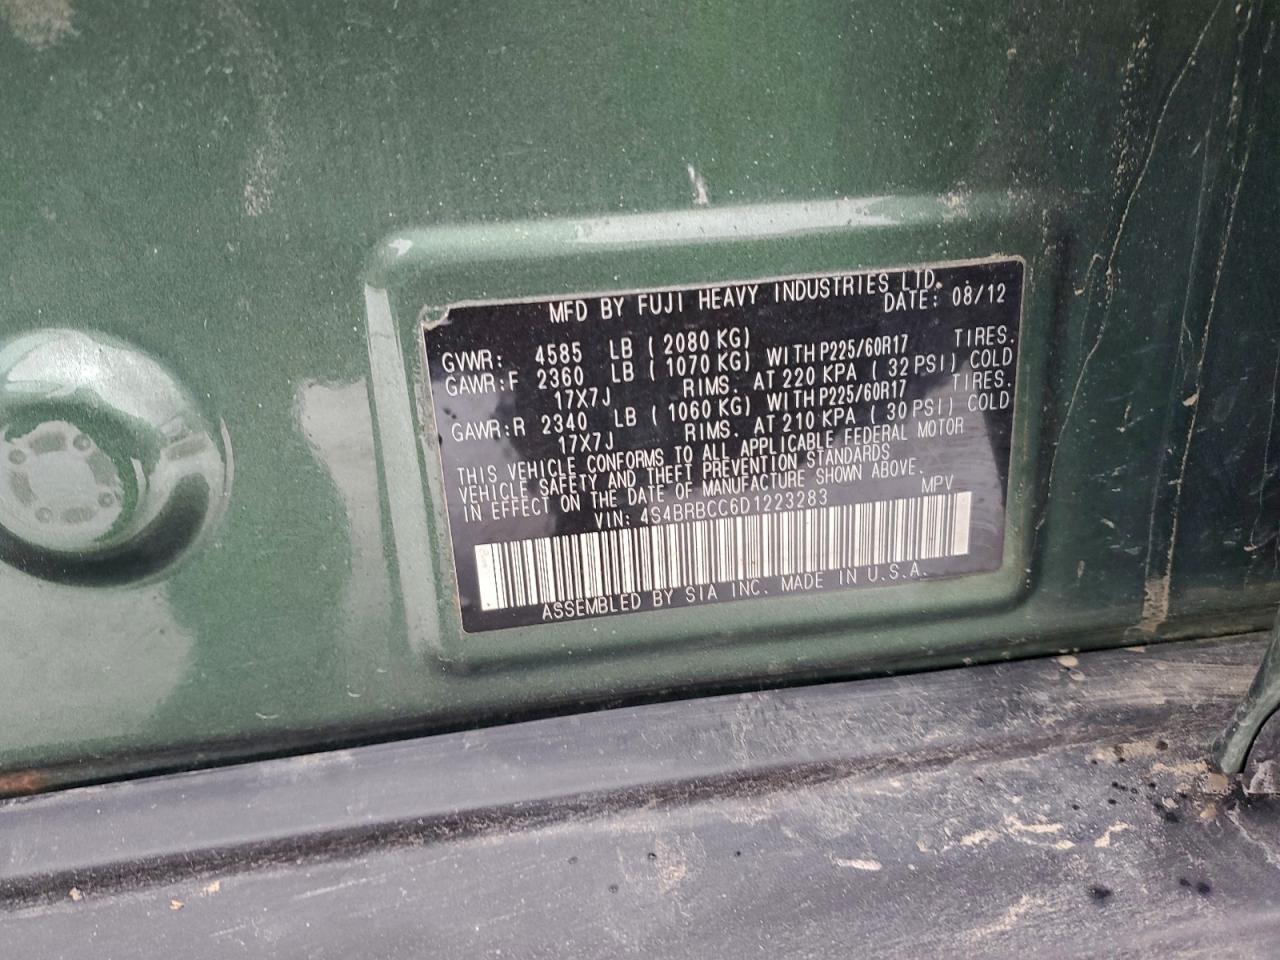 MFD BY FUJI HEAVY INDUSTRIES LTD.
DATE: 08/12
GVWR: 4585 LB ( 2080 KG)
GAWR:F 2360 LB ( 1070 KG) WITH P225/60R17 TIRES.
17X7J RIMS. AT 220 KPA ( 32 PSI) COLD
GAWR:R 2340 LB ( 1060 KG) WITH P225/60R17 TIRES.
17X7J RIMS. AT 210 KPA ( 30 PSI) COLD
THIS VEHICLE CONFORMS TO ALL APPLICABLE FEDERAL MOTOR
VEHICLE SAFETY AND THEFT PREVENTION STANDARDS
IN EFFECT ON THE DATE OF MANUFACTURE SHOWN ABOVE.
VIN: 4S4BRBCC6D1223283 MPV
ASSEMBLED BY SIA INC. MADE IN U.S.A.